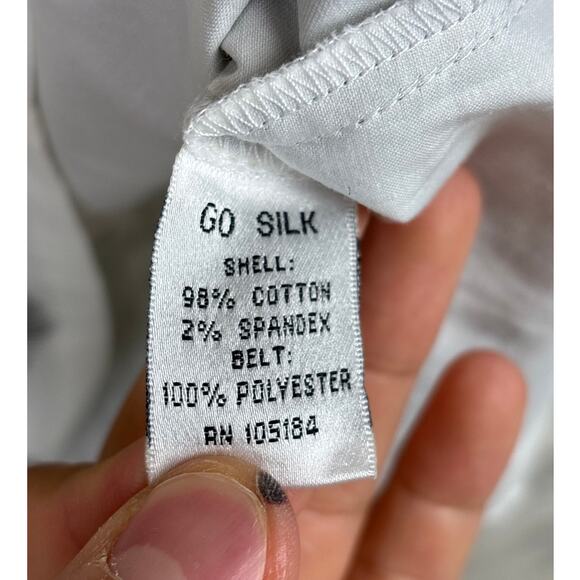 GO SILK
SHELL:
98% COTTON
2% SPANDEX
BELT:
100% POLYESTER
RN 105184